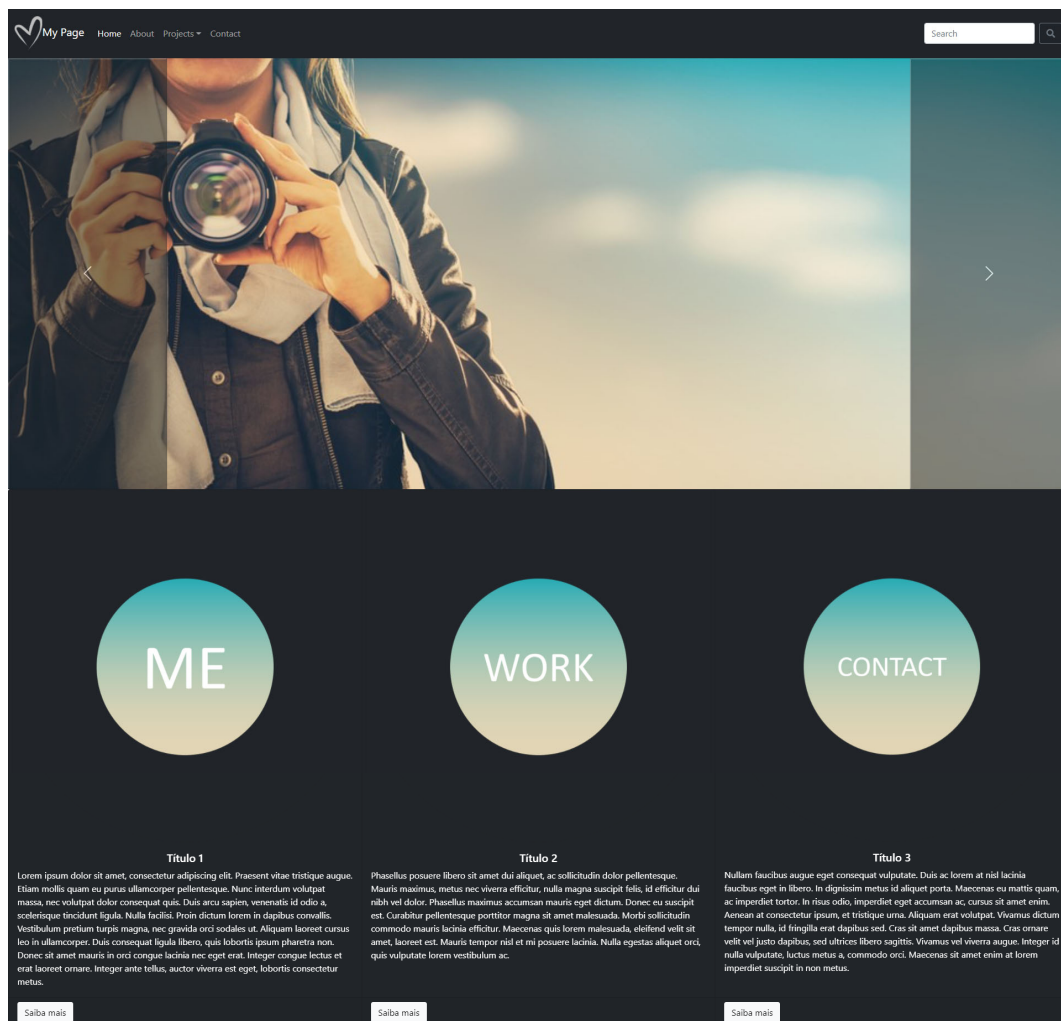 My Page Home About Projects Contact Search
ME
WORK
CONTACT
Título 1
Lorem ipsum dolor sit amet, consectetur adipiscing elit. Praesent vitae tristique augue.
Etiam mollis quam eu purus ullamcorper pellentesque. Nunc interdum volutpat
massa, nec volutpat dolor consequat quis. Duis arcu sapien, venenatis id odio a,
scelerisque tincidunt ligula. Nulla facilisi. Proin dictum lorem in dapibus convallis.
Vestibulum pretium turpis magna, nec gravida orci sodales ut. Aliquam laoreet cursus
leo in ullamcorper. Duis consequat ligula libero, quis lobortis ipsum pharetra non.
Donec sit amet mauris in orci congue lacinia nec eget erat. Integer congue lectus et
erat laoreet ornare. Integer ante tellus, auctor viverra est eget, lobortis consectetur
metus.
Saiba mais
Título 2
Phasellus posuere libero sit amet dui aliquet, ac sollicitudin dolor pellentesque.
Mauris maximus, metus nec viverra efficitur, nulla magna suscipit felis, id efficitur dui
nibh vel dolor. Phasellus maximus accumsan mauris eget dictum. Donec eu suscipit
est. Curabitur pellentesque porttitor magna sit amet malesuada. Morbi sollicitudin
commodo mauris lacinia efficitur. Maecenas quis lorem malesuada, eleifend velit sit
amet, laoreet est. Mauris tempor nisl et mi posuere lacinia. Nulla egestas aliquet orci,
quis vulputate lorem vestibulum ac.
Saiba mais
Título 3
Nullam faucibus augue eget consequat vulputate. Duis ac lorem at nisl lacinia
faucibus eget in libero. In dignissim metus id aliquet porta. Maecenas eu mattis quam,
ac imperdiet tortor. In risus odio, imperdiet eget accumsan ac, cursus sit amet enim.
Aenean at consectetur ipsum, et tristique urna. Aliquam erat volutpat. Vivamus dictum
tempor nulla, id fringilla erat dapibus sed. Cras sit amet dapibus massa. Cras ornare
velit vel justo dapibus, sed ultrices libero sagittis. Vivamus vel viverra augue. Integer id
nulla vulputate, luctus metus a, commodo orci. Maecenas sit amet enim at lorem
imperdiet suscipit in non metus.
Saiba mais